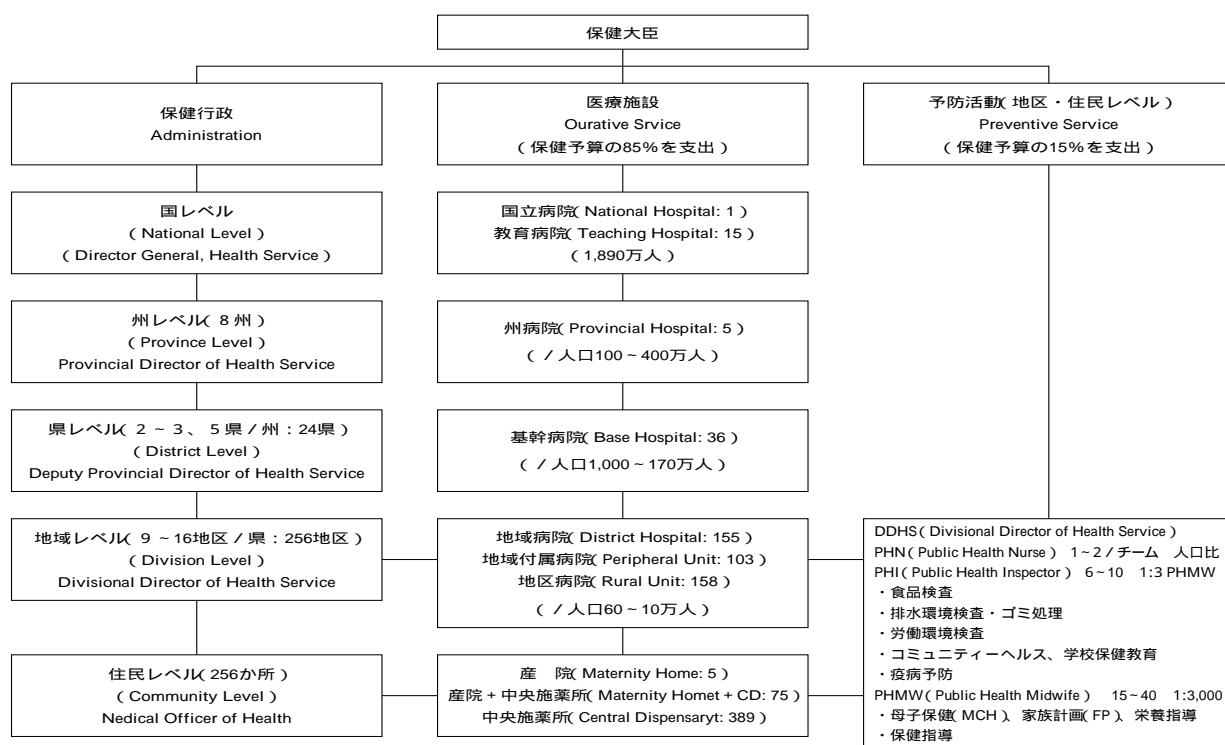 保健大臣
保健行政
Administration
医療施設
Ourative Srvice
(保健予算の85%を支出)
予防活動(地区・住民レベル)
Preventive Service
(保健予算の15%を支出)
国レベル
(National Level)
(Director General, Health Service)
国立病院(National Hospital: 1)
教育病院(Teaching Hospital: 15)
(1,890万人)
州レベル(8州)
(Province Level)
Provincial Director of Health Service
州病院(Provincial Hospital: 5)
(/人口100~400万人)
県レベル(2~3、5県/州:24県)
(District Level)
Deputy Provincial Director of Health Service
基幹病院(Base Hospital: 36)
(/人口1,000~170万人)
地域レベル(9~16地区/県:256地区)
(Division Level)
Divisional Director of Health Service
地域病院(District Hospital: 155)
地域付属病院(Peripheral Unit: 103)
地区病院(Rural Unit: 158)
(/人口60~10万人)
DDHS(Divisional Director of Health Service)
PHN(Public Health Nurse) 1~2/チーム 人口比
PHI(Public Health Inspector) 6~10 1:3 PHMW
・食品検査
・排水環境検査・ゴミ処理
・労働環境検査
・コミュニティーヘルス、学校保健教育
・疫病予防
PHMW(Public Health Midwife) 15~40 1:3,000
・母子保健(MCH)、家族計画(FP)、栄養指導
・保健指導
住民レベル(256か所)
(Community Level)
Nedical Officer of Health
産 院(Maternity Home: 5)
産院+中央施薬所(Maternity Homet + CD: 75)
中央施薬所(Central Dispensaryt: 389)